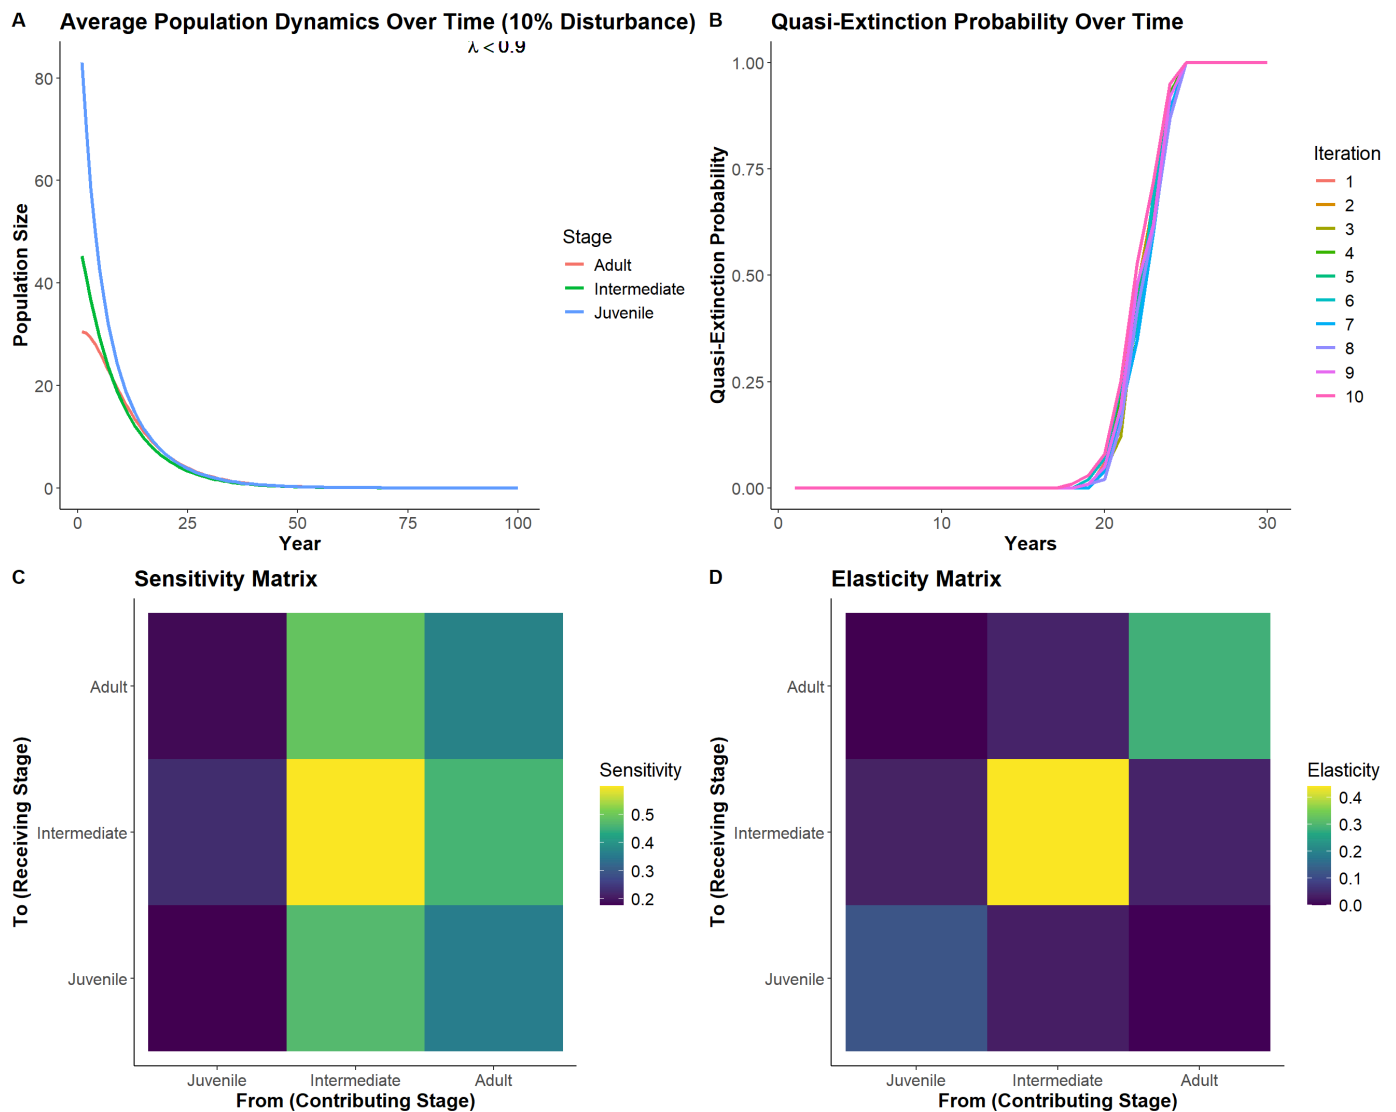 A
Average Population Dynamics Over Time (10% Disturbance)
λ < 0.9
80
60
40
20
0
0
25
50
75
100
Population Size
Year
Stage
Adult
Intermediate
Juvenile
B
Quasi-Extinction Probability Over Time
1.00
0.75
0.50
0.25
0.00
0
10
20
30
Quasi-Extinction Probability
Years
Iteration
1
2
3
4
5
6
7
8
9
10
C
Sensitivity Matrix
Adult
Intermediate
Juvenile
Juvenile
Intermediate
Adult
To (Receiving Stage)
From (Contributing Stage)
Sensitivity
0.5
0.4
0.3
0.2
D
Elasticity Matrix
Adult
Intermediate
Juvenile
Juvenile
Intermediate
Adult
To (Receiving Stage)
From (Contributing Stage)
Elasticity
0.4
0.3
0.2
0.1
0.0